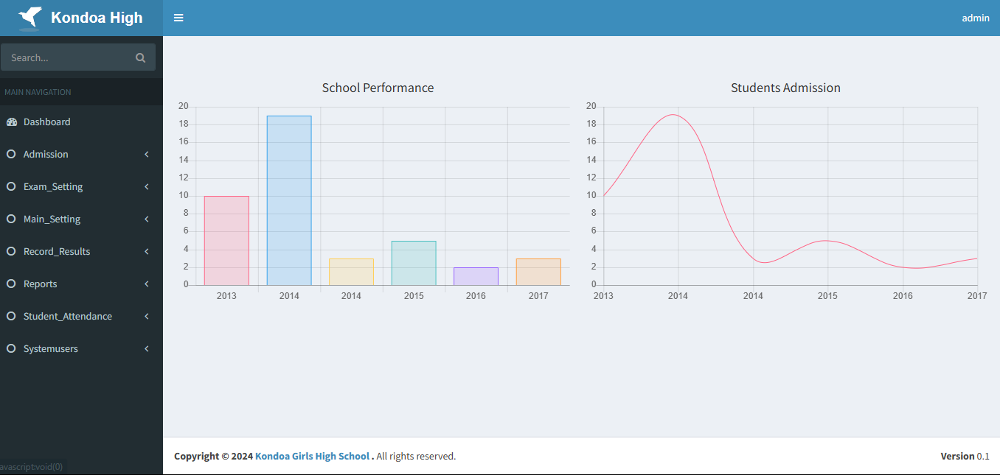 Kondoa High
admin
Search...
MAIN NAVIGATION
Dashboard
Admission
Exam_Setting
Main_Setting
Record_Results
Reports
Student_Attendance
Systemusers
School Performance
20
18
16
14
12
10
8
6
4
2
0
2013 2014 2014 2015 2016 2017
Students Admission
20
18
16
14
12
10
8
6
4
2
0
2013 2014 2014 2015 2016 2017
Copyright © 2024 Kondoa Girls High School . All rights reserved.
Version 0.1
avascript:void(0)